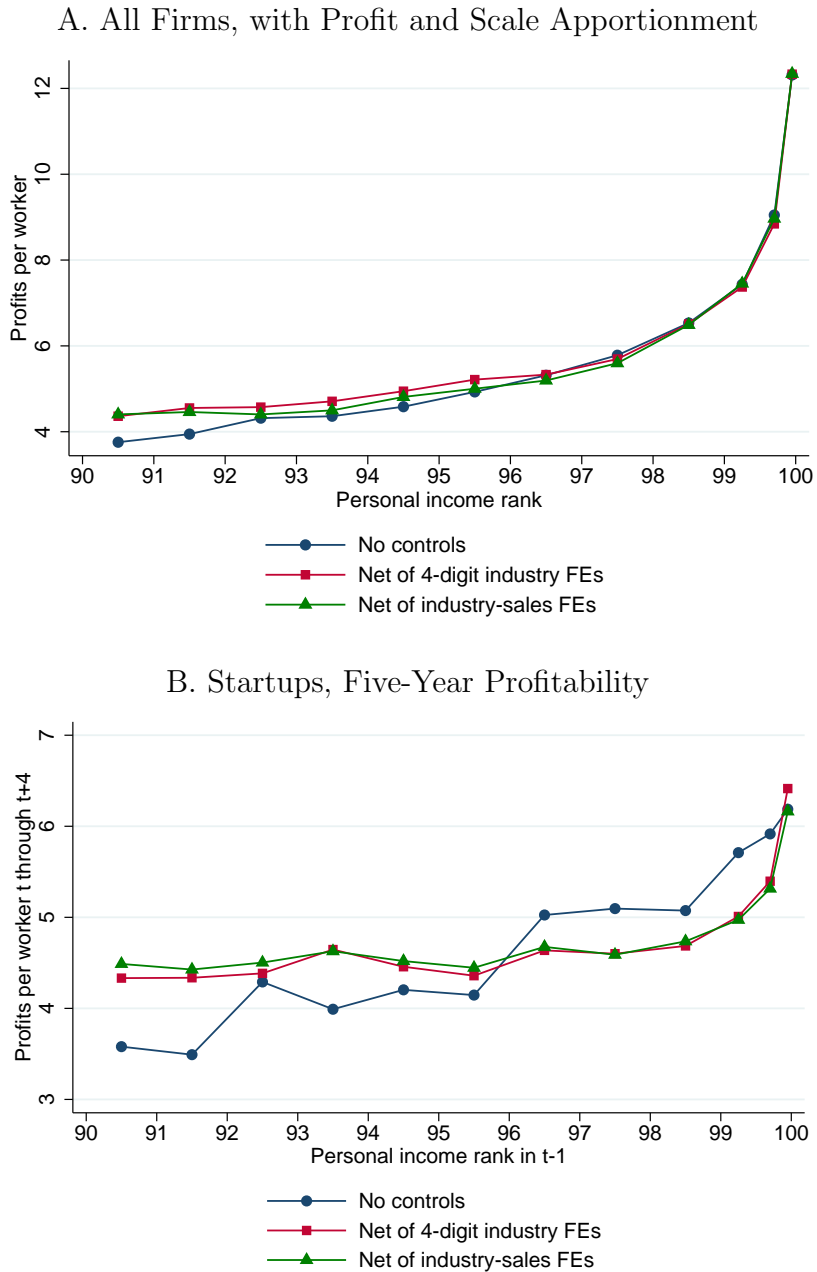 A. All Firms, with Profit and Scale Apportionment
Profits per worker
12
10
8
6
4
90 91 92 93 94 95 96 97 98 99 100
Personal income rank
No controls
Net of 4-digit industry FEs
Net of industry-sales FEs
B. Startups, Five-Year Profitability
Profits per worker t through t+4
7
6
5
4
3
90 91 92 93 94 95 96 97 98 99 100
Personal income rank in t-1
No controls
Net of 4-digit industry FEs
Net of industry-sales FEs